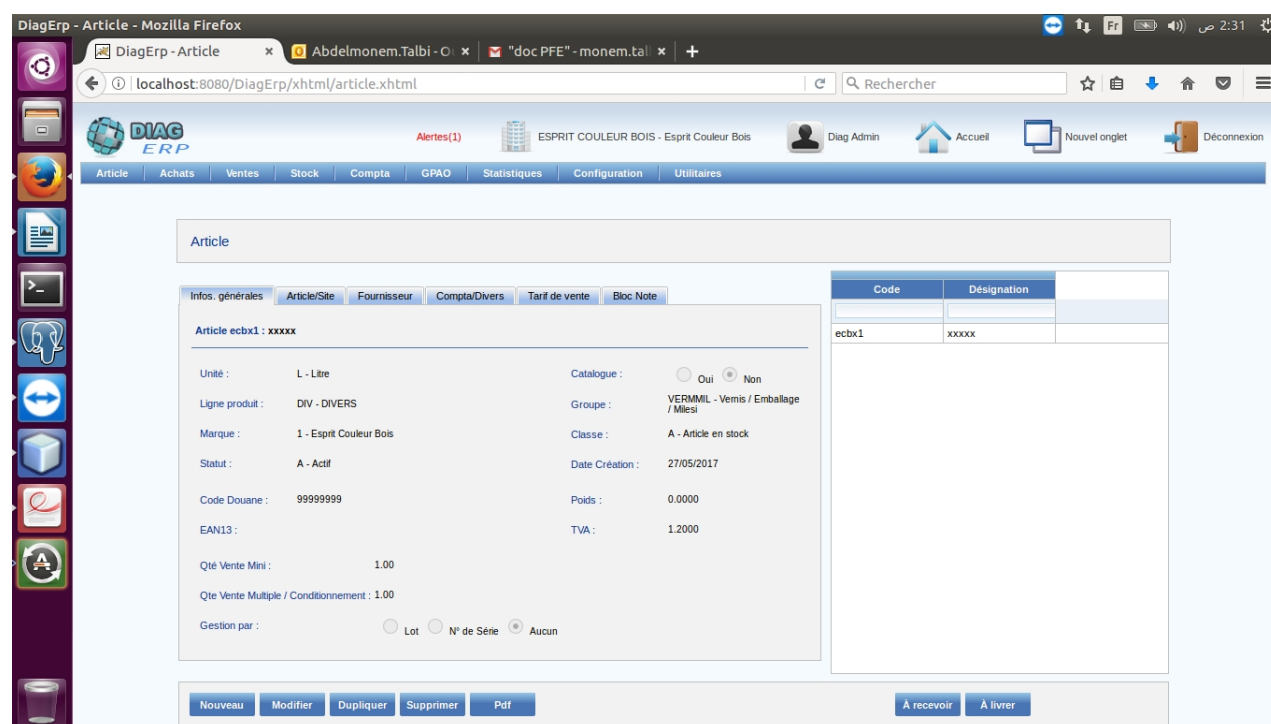 DiagErp - Article - Mozilla Firefox
Fr
2:31 ص
DiagErp - Article
Abdelmonem.Talbi - O
"doc PFE" - monem.tal
localhost:8080/DiagErp/xhtml/article.xhtml
Rechercher
DIAG
ERP
Alertes(1)
ESPRIT COULEUR BOIS - Esprit Couleur Bois
Diag Admin
Accueil
Nouvel onglet
Déconnexion
Article Achats Ventes Stock Compta GPAO Statistiques Configuration Utilitaires
Article
Infos. générales Article/Site Fournisseur Compta/Divers Tarif de vente Bloc Note
Article ecbx1 : xxxxx
Unité : L - Litre
Catalogue : Oui Non
Ligne produit : DIV - DIVERS
Groupe : VERMMIL - Vernis / Emballage
/ Milesi
Marque : 1 - Esprit Couleur Bois
Classe : A - Article en stock
Statut : A - Actif
Date Création : 27/05/2017
Code Douane : 99999999
Poids : 0.0000
EAN13 :
TVA : 1.2000
Qté Vente Mini : 1.00
Qte Vente Multiple / Conditionnement : 1.00
Gestion par : Lot N° de Série Aucun
Code Désignation
ecbx1 xxxxx
Nouveau Modifier Dupliquer Supprimer Pdf
À recevoir À livrer